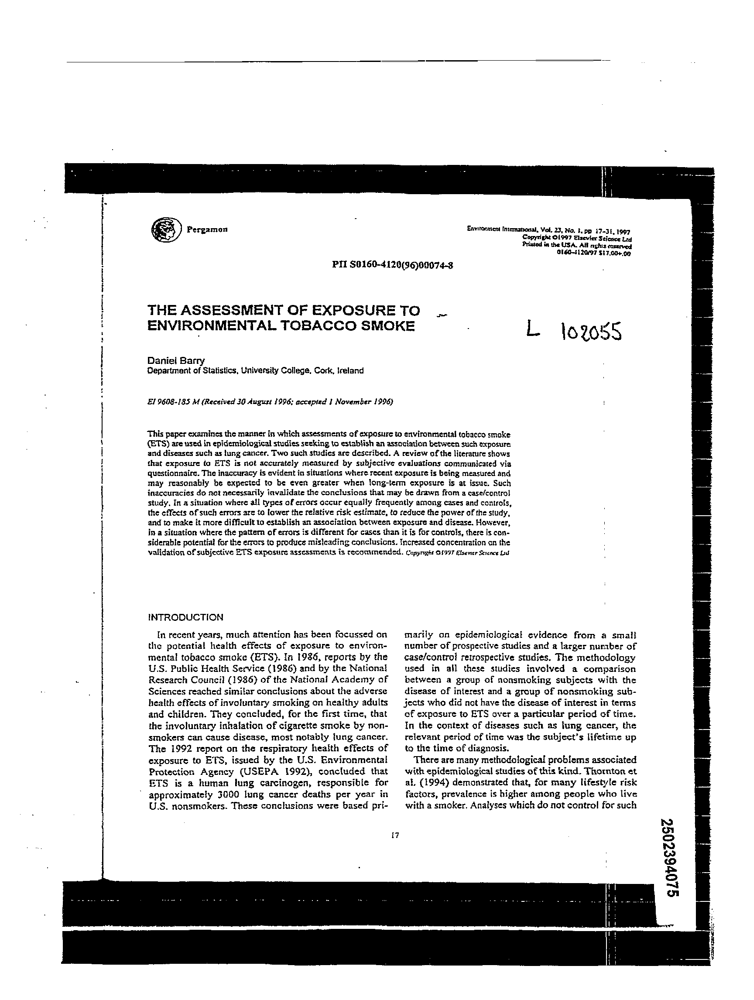 Pergamon
Environment International, Vol. 23, No. 1, pp 17-31, 1997
Copyright ©1997 Elsevier Science Ltd
Printed in the USA. All rights reserved
0160-4120/97 $17.00+.00
PII S0160-4120(96)00074-8
THE ASSESSMENT OF EXPOSURE TO
ENVIRONMENTAL TOBACCO SMOKE
L 102055
Daniel Barry
Department of Statistics, University College, Cork, Ireland
EI 9608-185 M (Received 30 August 1996; accepted 1 November 1996)
This paper examines the manner in which assessments of exposure to environmental tobacco smoke
(ETS) are used in epidemiological studies seeking to establish an association between such exposure
and diseases such as lung cancer. Two such studies are described. A review of the literature shows
that exposure to ETS is not accurately measured by subjective evaluations communicated via
questionnaire. The inaccuracy is evident in situations where recent exposure is being measured and
may reasonably be expected to be even greater when long-term exposure is at issue. Such
inaccuracies do not necessarily invalidate the conclusions that may be drawn from a case/control
study. In a situation where all types of errors occur equally frequently among cases and controls,
the effects of such errors are to lower the relative risk estimate, to reduce the power of the study,
and to make it more difficult to establish an association between exposure and disease. However,
in a situation where the pattern of errors is different for cases than it is for controls, there is con-
siderable potential for the errors to produce misleading conclusions. Increased concentration on the
validation of subjective ETS exposure assessments is recommended. Copyright ©1997 Elsevier Science Ltd
INTRODUCTION
In recent years, much attention has been focussed on
the potential health effects of exposure to environ-
mental tobacco smoke (ETS). In 1986, reports by the
U.S. Public Health Service (1986) and by the National
Research Council (1986) of the National Academy of
Sciences reached similar conclusions about the adverse
health effects of involuntary smoking on healthy adults
and children. They concluded, for the first time, that
the involuntary inhalation of cigarette smoke by non-
smokers can cause disease, most notably lung cancer.
The 1992 report on the respiratory health effects of
exposure to ETS, issued by the U.S. Environmental
Protection Agency (USEPA 1992), concluded that
ETS is a human lung carcinogen, responsible for
approximately 3000 lung cancer deaths per year in
U.S. nonsmokers. These conclusions were based pri-
marily on epidemiological evidence from a small
number of prospective studies and a larger number of
case/control retrospective studies. The methodology
used in all these studies involved a comparison
between a group of nonsmoking subjects with the
disease of interest and a group of nonsmoking sub-
jects who did not have the disease of interest in terms
of exposure to ETS over a particular period of time.
In the context of diseases such as lung cancer, the
relevant period of time was the subject's lifetime up
to the time of diagnosis.
There are many methodological problems associated
with epidemiological studies of this kind. Thornton et
al. (1994) demonstrated that, for many lifestyle risk
factors, prevalence is higher among people who live
with a smoker. Analyses which do not control for such
17
2502394075